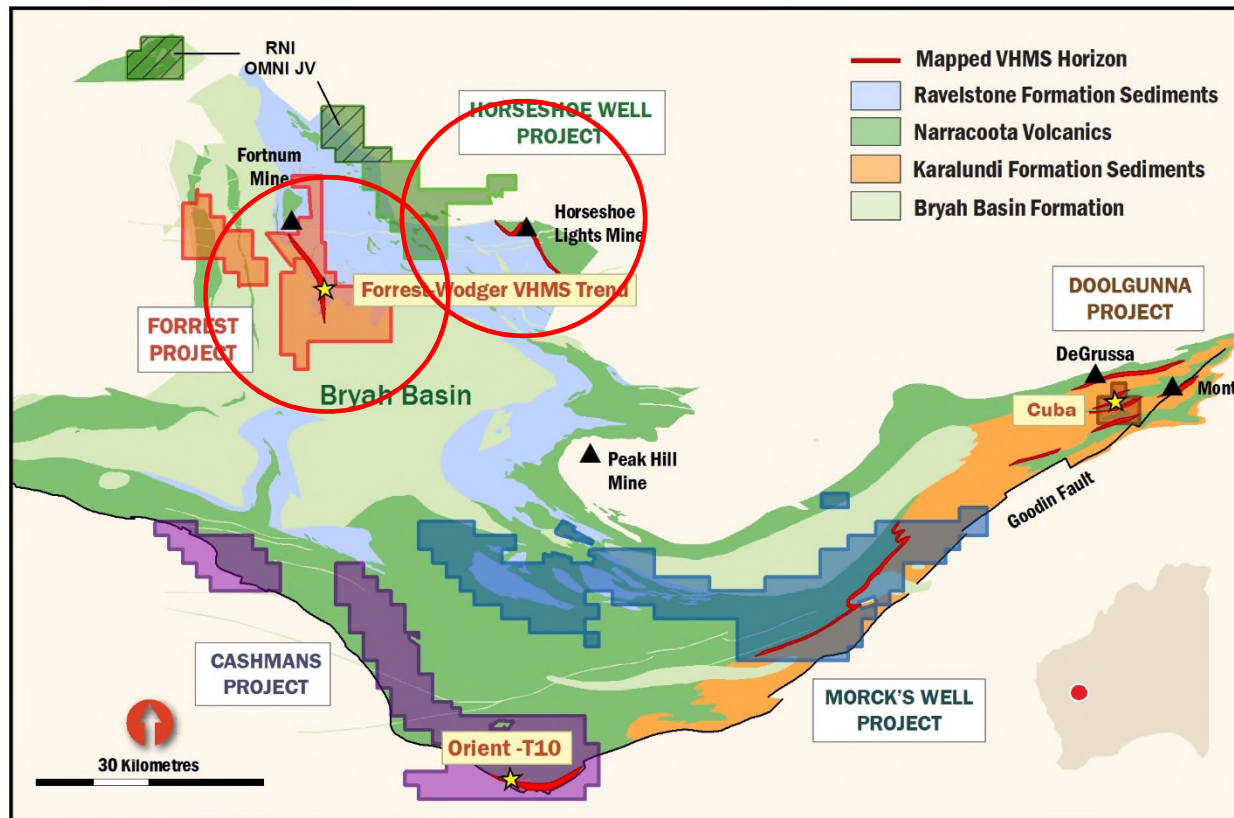 RNI
OMNI JV
HORSESHOE WELL
PROJECT
Mapped VHMS Horizon
Ravelstone Formation Sediments
Narracoota Volcanics
Karalundi Formation Sediments
Bryah Basin Formation
Fortnum
Mine
Horseshoe
Lights Mine
Forrest-Wodger VHMS Trend
FORREST
PROJECT
Bryah Basin
DOOLGUNNA
PROJECT
DeGrussa
Mont
Cuba
Peak Hill
Mine
Goodin Fault
CASHMANS
PROJECT
MORCK'S WELL
PROJECT
Orient -T10
30 Kilometres